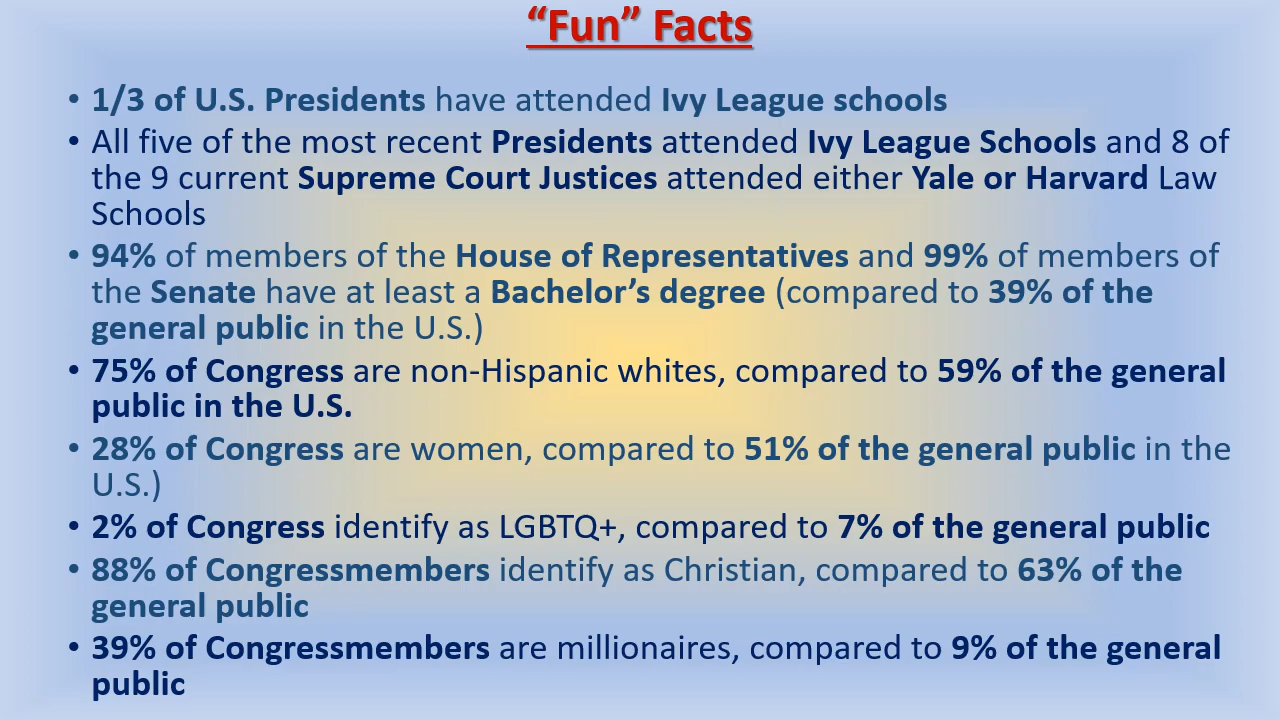 “Fun” Facts
• 1/3 of U.S. Presidents have attended Ivy League schools
• All five of the most recent Presidents attended Ivy League Schools and 8 of
the 9 current Supreme Court Justices attended either Yale or Harvard Law
Schools
• 94% of members of the House of Representatives and 99% of members of
the Senate have at least a Bachelor’s degree (compared to 39% of the
general public in the U.S.)
• 75% of Congress are non-Hispanic whites, compared to 59% of the general
public in the U.S.
• 28% of Congress are women, compared to 51% of the general public in the
U.S.)
• 2% of Congress identify as LGBTQ+, compared to 7% of the general public
• 88% of Congressmembers identify as Christian, compared to 63% of the
general public
• 39% of Congressmembers are millionaires, compared to 9% of the general
public